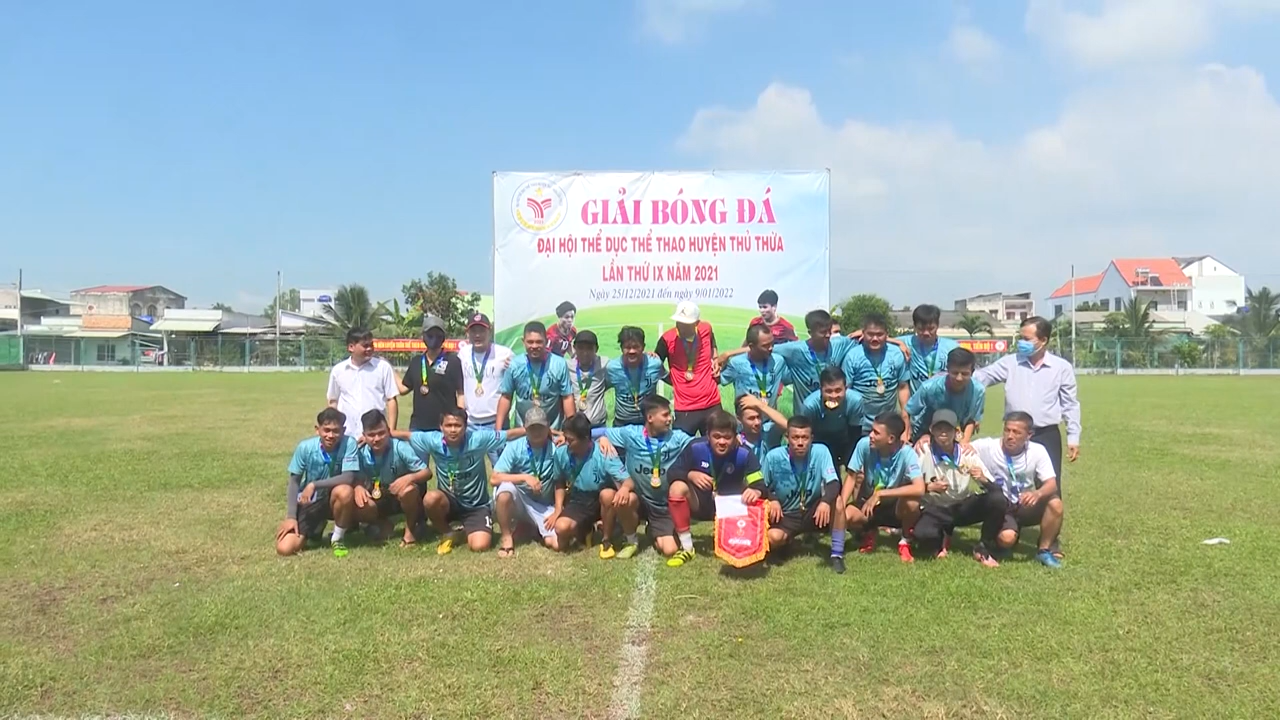 GIẢI BÓNG ĐÁ
ĐẠI HỘI THỂ DỤC THỂ THAO HUYỆN THỦ THỪA
LẦN THỨ IX NĂM 2021
Ngày 25/12/2021 đến ngày 9/01/2022
Jeep